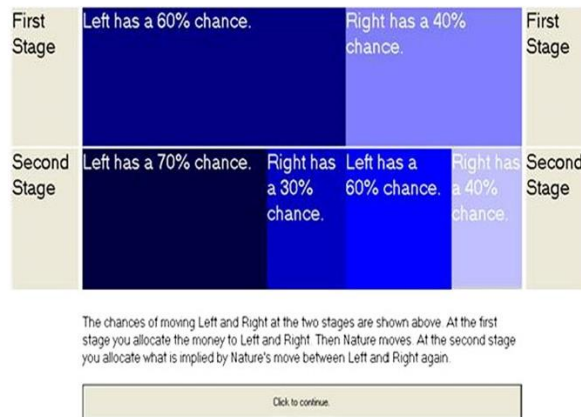 First
Stage
Left has a 60% chance.
Right has a 40%
chance.
First
Stage
Second
Stage
Left has a 70% chance.
Right has
a 30%
chance.
Left has a
60% chance.
Right has
a 40%
chance.
Second
Stage
The chances of moving Left and Right at the two stages are shown above. At the first
stage you allocate the money to Left and Right. Then Nature moves. At the second stage
you allocate what is implied by Nature's move between Left and Right again.
Click to continue.